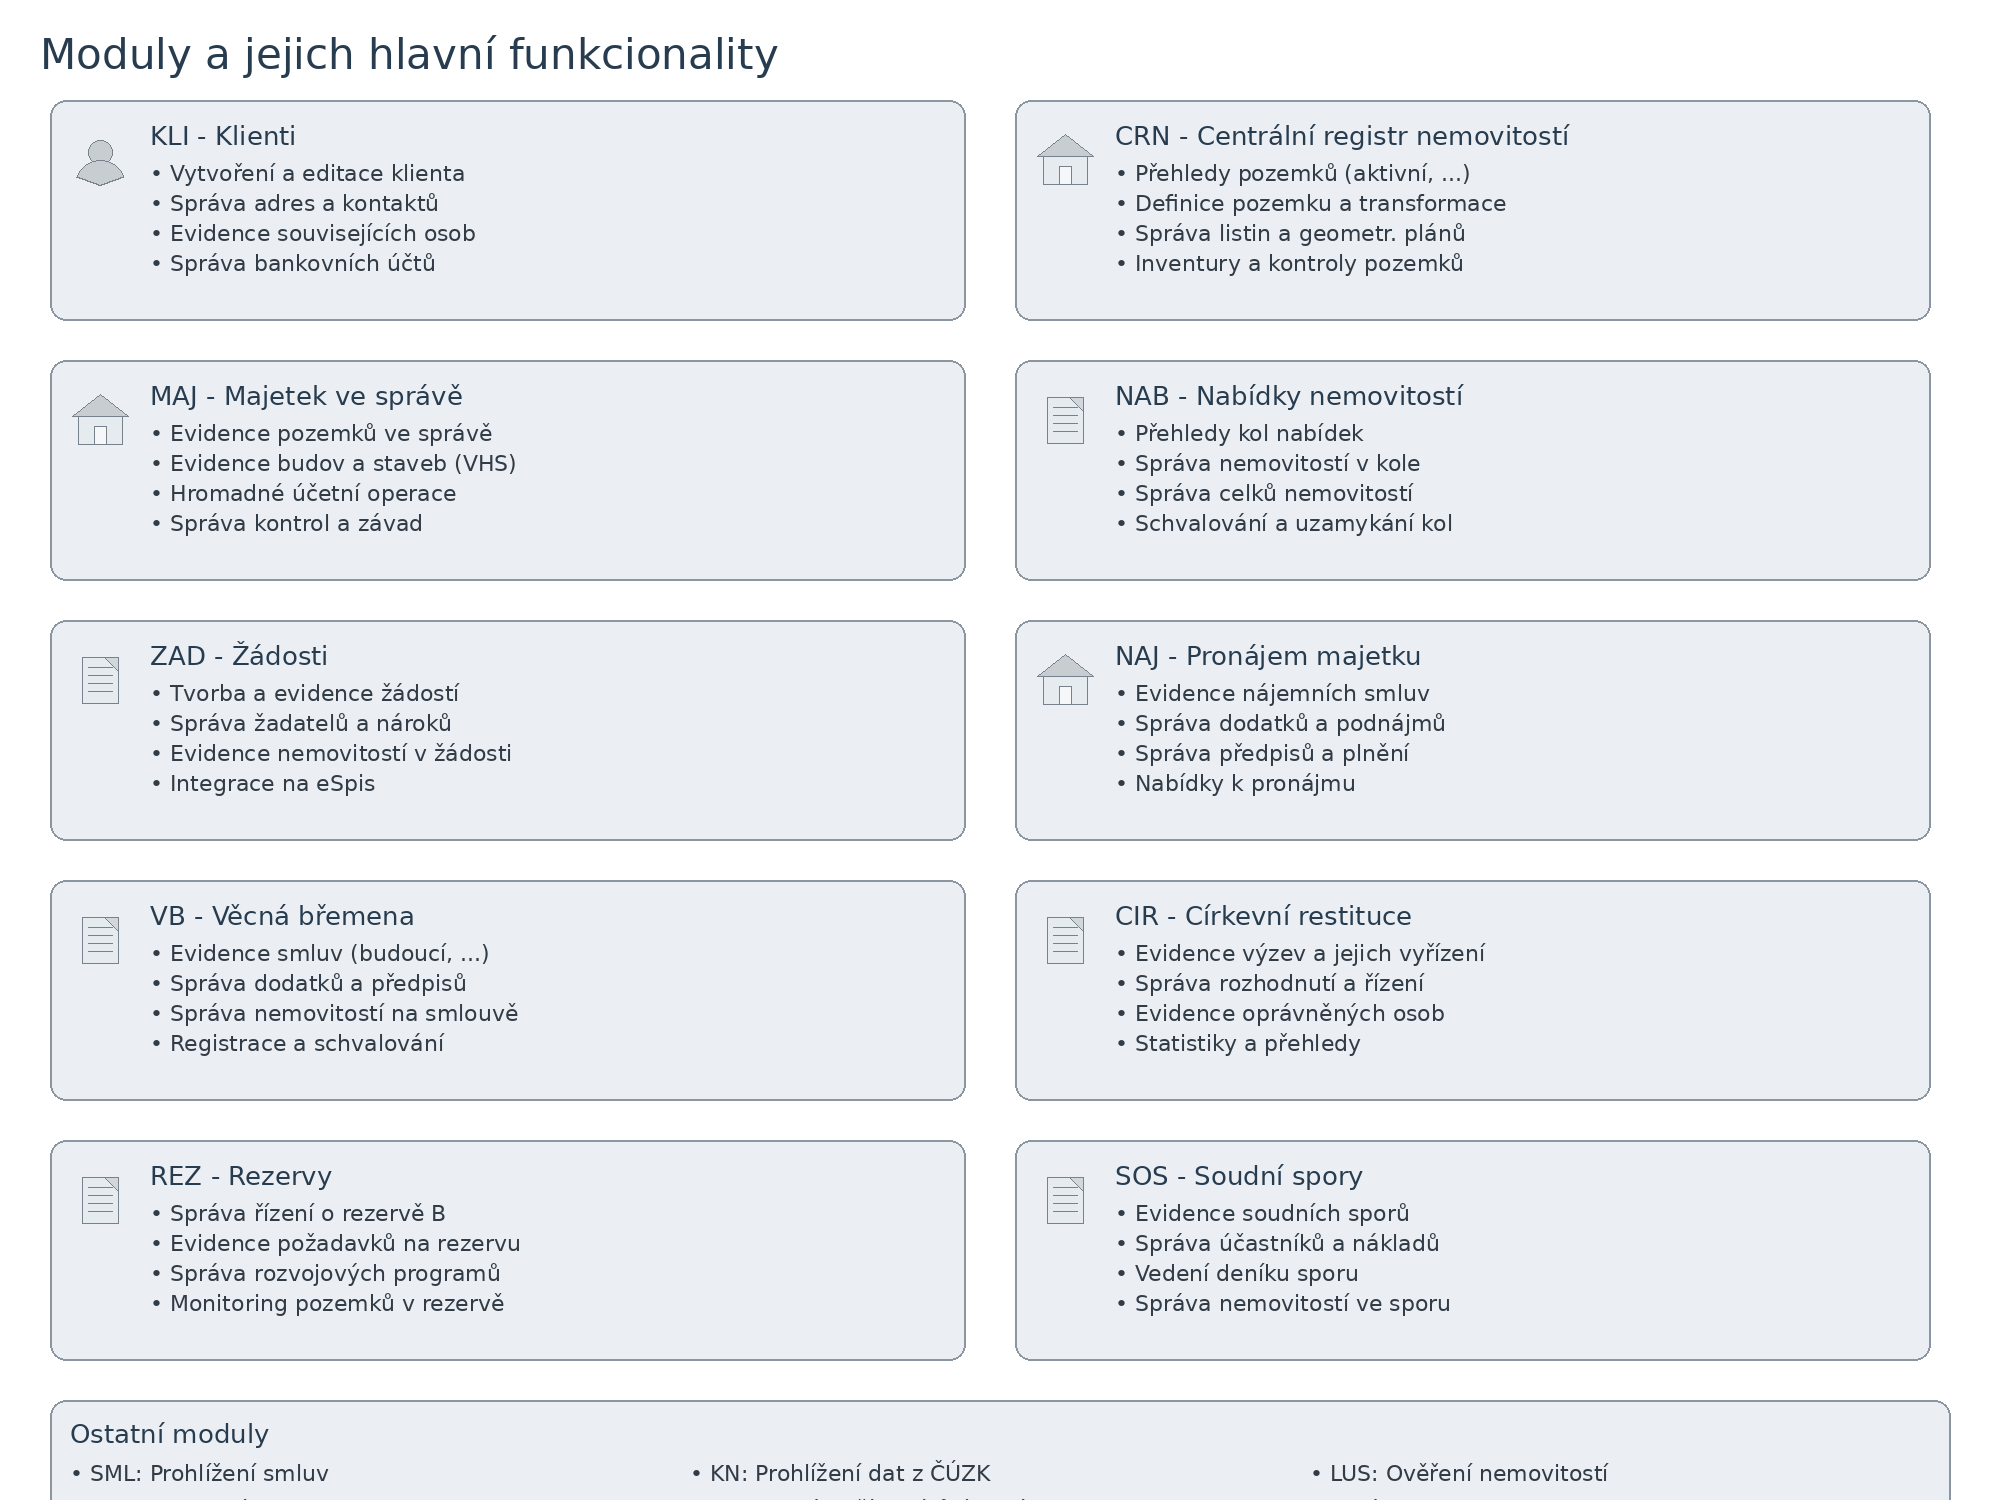 Moduly a jejich hlavní funkcionality
KLI - Klienti
• Vytvoření a editace klienta
• Správa adres a kontaktů
• Evidence souvisejících osob
• Správa bankovních účtů
CRN - Centrální registr nemovitostí
• Přehledy pozemků (aktivní, ...)
• Definice pozemku a transformace
• Správa listin a geometr. plánů
• Inventury a kontroly pozemků
MAJ - Majetek ve správě
• Evidence pozemků ve správě
• Evidence budov a staveb (VHS)
• Hromadné účetní operace
• Správa kontrol a závad
NAB - Nabídky nemovitostí
• Přehledy kol nabídek
• Správa nemovitostí v kole
• Správa celků nemovitostí
• Schvalování a uzamykání kol
ZAD - Žádosti
• Tvorba a evidence žádostí
• Správa žadatelů a nároků
• Evidence nemovitostí v žádosti
• Integrace na eSpis
NAJ - Pronájem majetku
• Evidence nájemních smluv
• Správa dodatků a podnájmů
• Správa předpisů a plnění
• Nabídky k pronájmu
VB - Věcná břemena
• Evidence smluv (budoucí, ...)
• Správa dodatků a předpisů
• Správa nemovitostí na smlouvě
• Registrace a schvalování
CIR - Církevní restituce
• Evidence výzev a jejich vyřízení
• Správa rozhodnutí a řízení
• Evidence oprávněných osob
• Statistiky a přehledy
REZ - Rezervy
• Správa řízení o rezervě B
• Evidence požadavků na rezervu
• Správa rozvojových programů
• Monitoring pozemků v rezervě
SOS - Soudní spory
• Evidence soudních sporů
• Správa účastníků a nákladů
• Vedení deníku sporu
• Správa nemovitostí ve sporu
Ostatní moduly
• SML: Prohlížení smluv
• KN: Prohlížení dat z ČÚZK
• LUS: Ověření nemovitostí